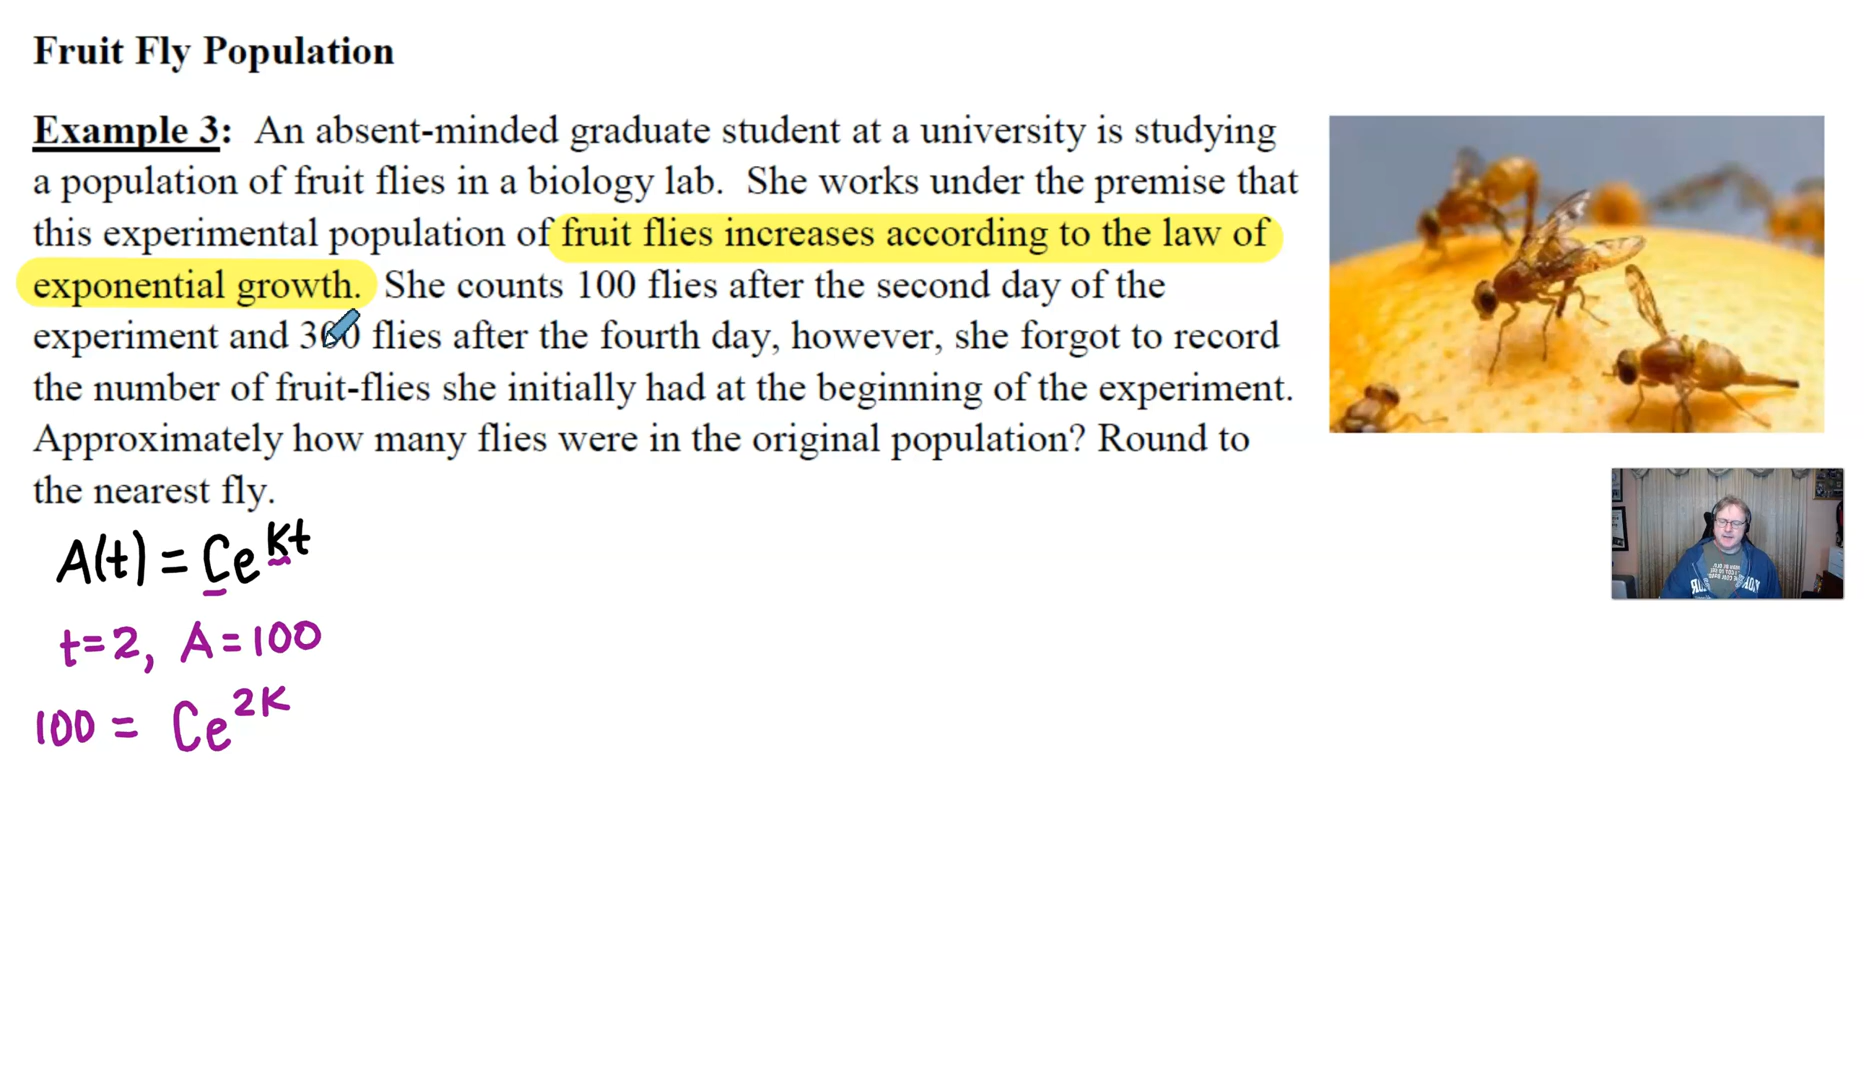 Fruit Fly Population
Example 3: An absent-minded graduate student at a university is studying
a population of fruit flies in a biology lab. She works under the premise that
this experimental population of fruit flies increases according to the law of
exponential growth. She counts 100 flies after the second day of the
experiment and flies after the fourth day, however, she forgot to record
the number of fruit-flies she initially had at the beginning of the experiment.
Approximately how many flies were in the original population? Round to
the nearest fly.
A(t) = Ce^{kt}
t=2, A=100
100 = Ce^{2K}